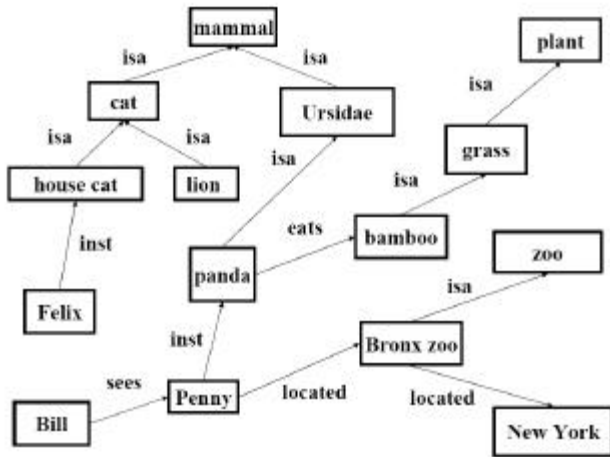 mammal
plant
isa
isa
cat
Ursidae
isa
isa
isa
isa
grass
house cat
lion
isa
inst
eats
bamboo
zoo
panda
isa
Felix
inst
Bronx zoo
sees
Penny
located
located
Bill
New York